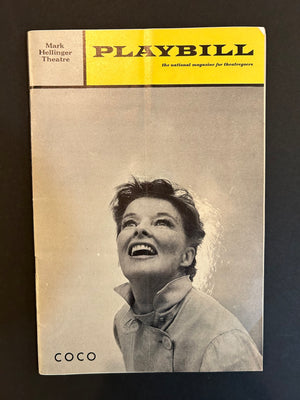 Mark
Hellinger
Theatre
PLAYBILL
the national magazine for theatregoers
COCO